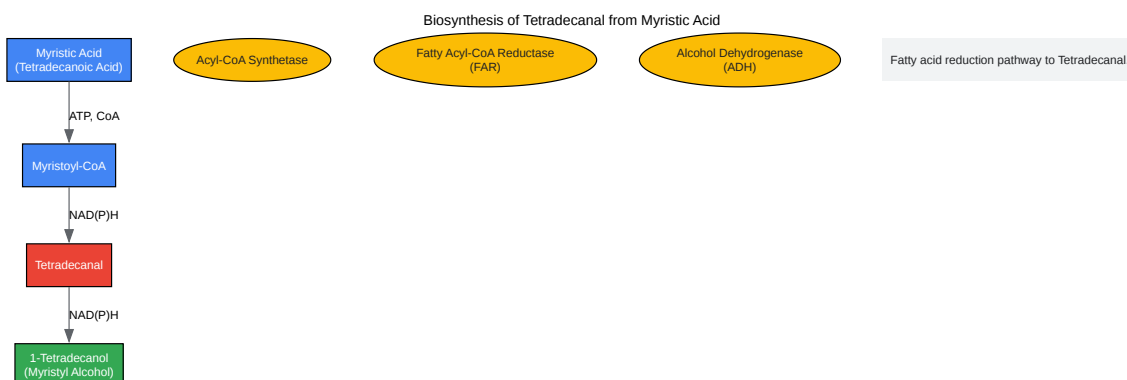 Biosynthesis of Tetradecanal from Myristic Acid
Myristic Acid
(Tetradecanoic Acid)
Acyl-CoA Synthetase
Fatty Acyl-CoA Reductase
(FAR)
Alcohol Dehydrogenase
(ADH)
Fatty acid reduction pathway to Tetradecanal
ATP, CoA
Myristoyl-CoA
NAD(P)H
Tetradecanal
NAD(P)H
1-Tetradecanol
(Myristyl Alcohol)